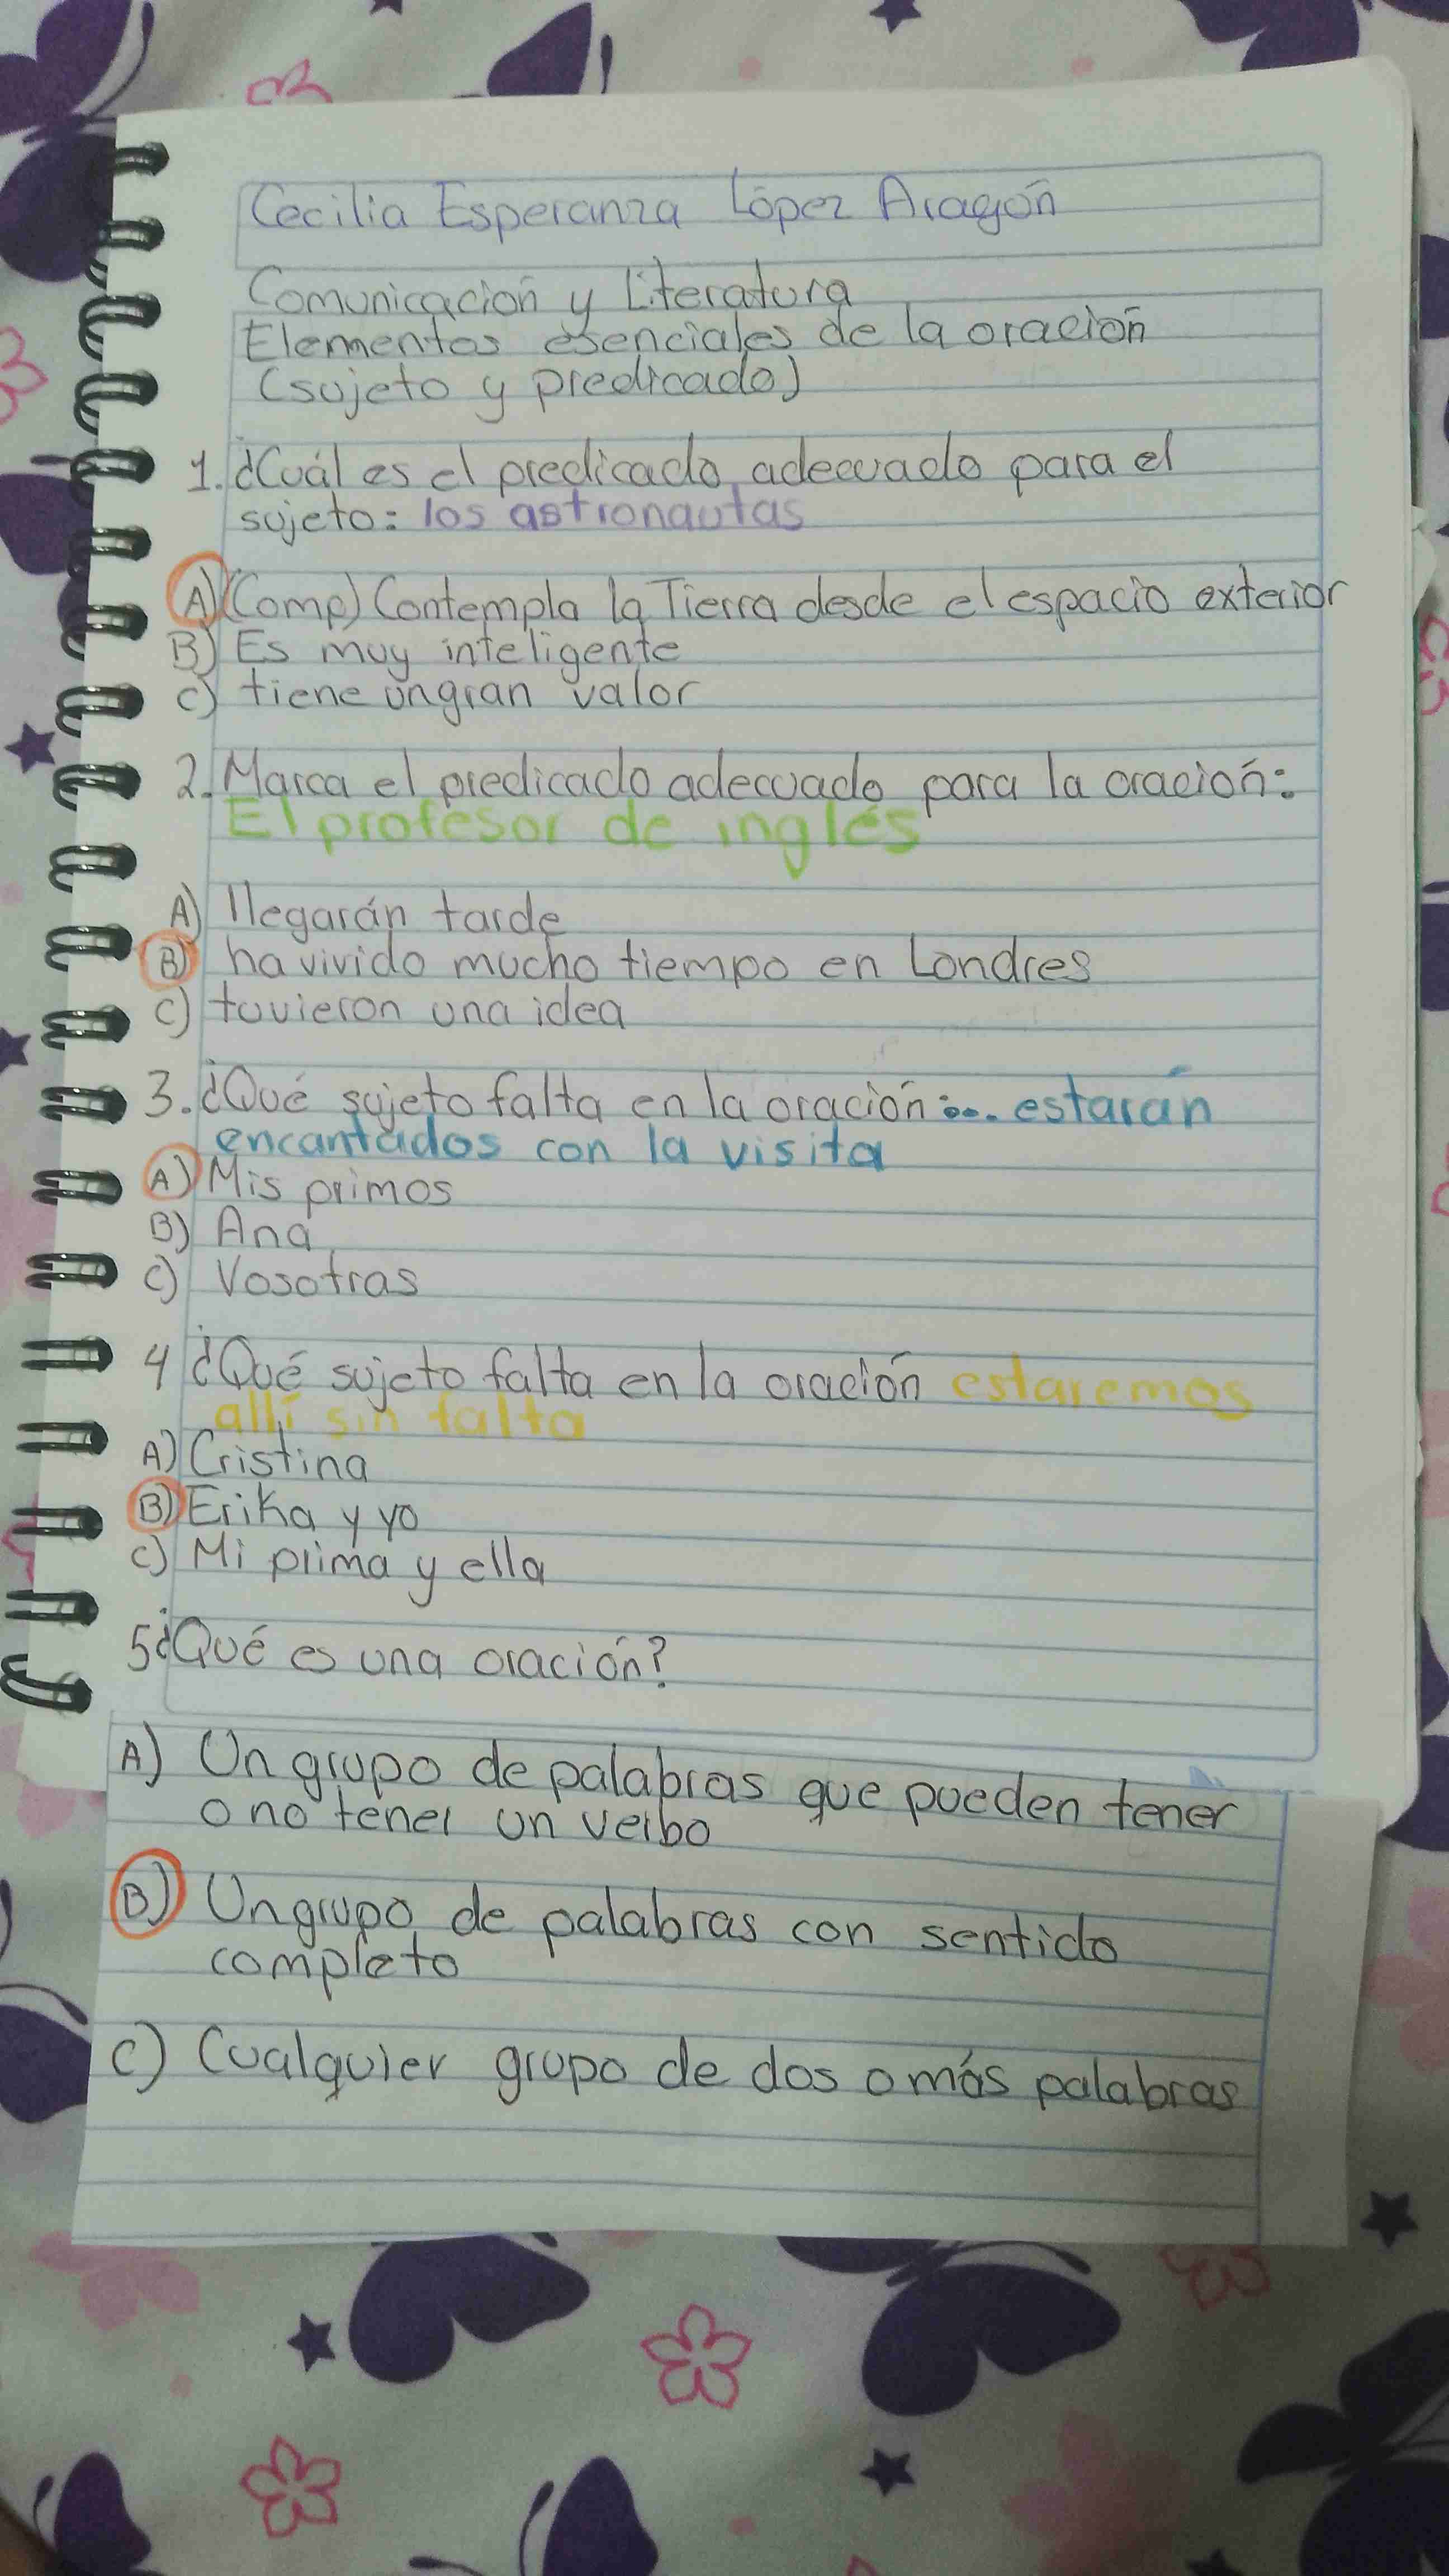 Cecilia Esperanza López Aragón
Comunicación y Literatura
Elementos esenciales de la oración
(sujeto y predicado)
1. ¿Cuál es el predicado adecuado para el
sujeto: los astronautas
A) (Comp) Contempla la Tierra desde el espacio exterior
B) Es muy inteligente
C) tiene un gran valor
2. Marca el predicado adecuado para la oración:
El profesor de inglés
A) llegarán tarde
B) ha vivido mucho tiempo en Londres
C) tuvieron una idea
3. ¿Qué sujeto falta en la oración:... estarán
encantados con la visita
A) Mis primos
B) Ana
C) Vosotras
4 ¿Qué sujeto falta en la oración estaremos
allí sin falta
A) Cristina
B) Erika y yo
C) Mi prima y ella
5 ¿Qué es una oración?
A) Un grupo de palabras que pueden tener
o no tener un verbo
B) Un grupo de palabras con sentido
completo
C) Cualquier grupo de dos o más palabras